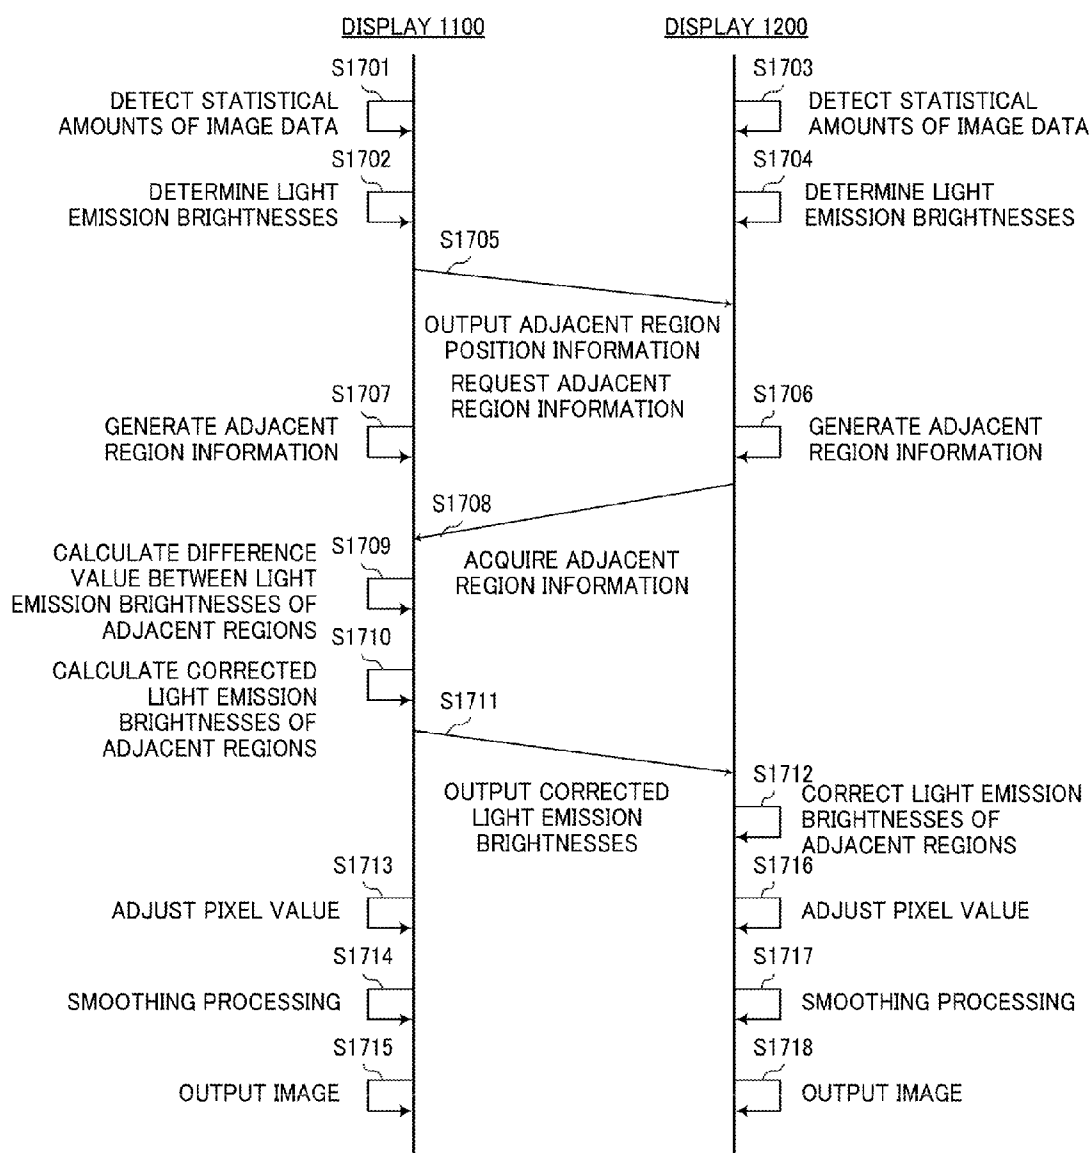 DISPLAY 1100
DISPLAY 1200
S1701
DETECT STATISTICAL
AMOUNTS OF IMAGE DATA
S1703
DETECT STATISTICAL
AMOUNTS OF IMAGE DATA
S1702
DETERMINE LIGHT
EMISSION BRIGHTNESSES
S1704
DETERMINE LIGHT
EMISSION BRIGHTNESSES
S1705
OUTPUT ADJACENT REGION
POSITION INFORMATION
REQUEST ADJACENT
REGION INFORMATION
S1707
GENERATE ADJACENT
REGION INFORMATION
S1706
GENERATE ADJACENT
REGION INFORMATION
S1708
ACQUIRE ADJACENT
REGION INFORMATION
S1709
CALCULATE DIFFERENCE
VALUE BETWEEN LIGHT
EMISSION BRIGHTNESSES OF
ADJACENT REGIONS
S1710
CALCULATE CORRECTED
LIGHT EMISSION
BRIGHTNESSES OF
ADJACENT REGIONS
S1711
OUTPUT CORRECTED
LIGHT EMISSION
BRIGHTNESSES
S1712
CORRECT LIGHT EMISSION
BRIGHTNESSES OF
ADJACENT REGIONS
S1713
ADJUST PIXEL VALUE
S1716
ADJUST PIXEL VALUE
S1714
SMOOTHING PROCESSING
S1717
SMOOTHING PROCESSING
S1715
OUTPUT IMAGE
S1718
OUTPUT IMAGE